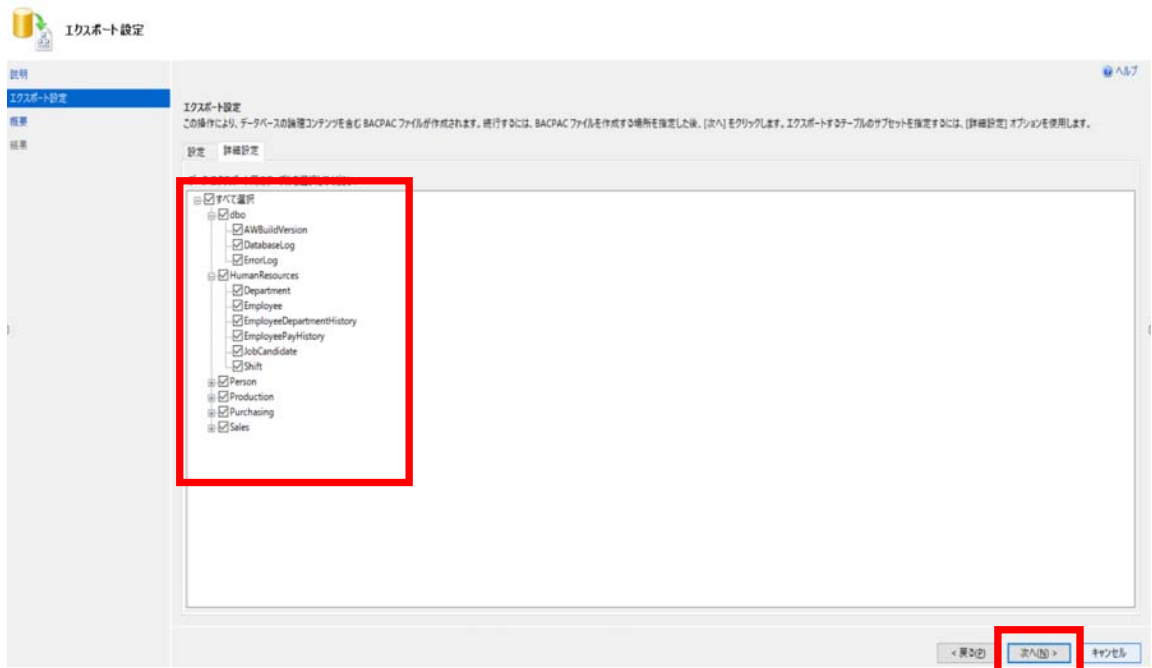 エクスポート設定
説明
ヘルプ
エクスポート設定
概要
結果
エクスポート設定
この操作により、データベースの論理コンテンツを含む BACPAC ファイルが作成されます。続行するには、BACPAC ファイルを作成する場所を指定した後、[次へ] をクリックします。エクスポートするテーブルのサブセットを指定するには、[詳細設定] オプションを使用します。
設定 詳細設定
すべて選択
dbo
AWBuildVersion
DatabaseLog
ErrorLog
HumanResources
Department
Employee
EmployeeDepartmentHistory
EmployeePayHistory
JobCandidate
Shift
Person
Production
Purchasing
Sales
< 戻る(P) 次へ(N) > キャンセル